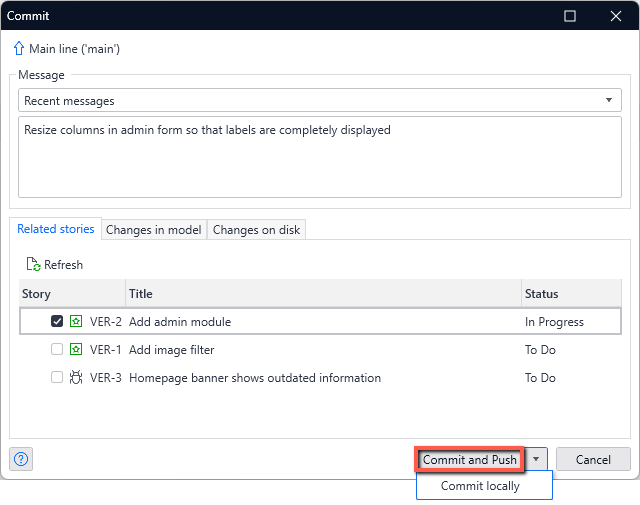 Commit
Main line ('main')
Message
Recent messages
Resize columns in admin form so that labels are completely displayed
Related stories Changes in model Changes on disk
Refresh
Story Title Status
VER-2 Add admin module In Progress
VER-1 Add image filter To Do
VER-3 Homepage banner shows outdated information To Do
? Commit and Push Cancel
Commit locally